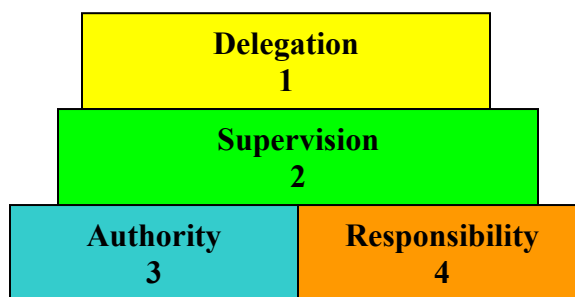 Delegation
1
Supervision
2
Authority
3
Responsibility
4